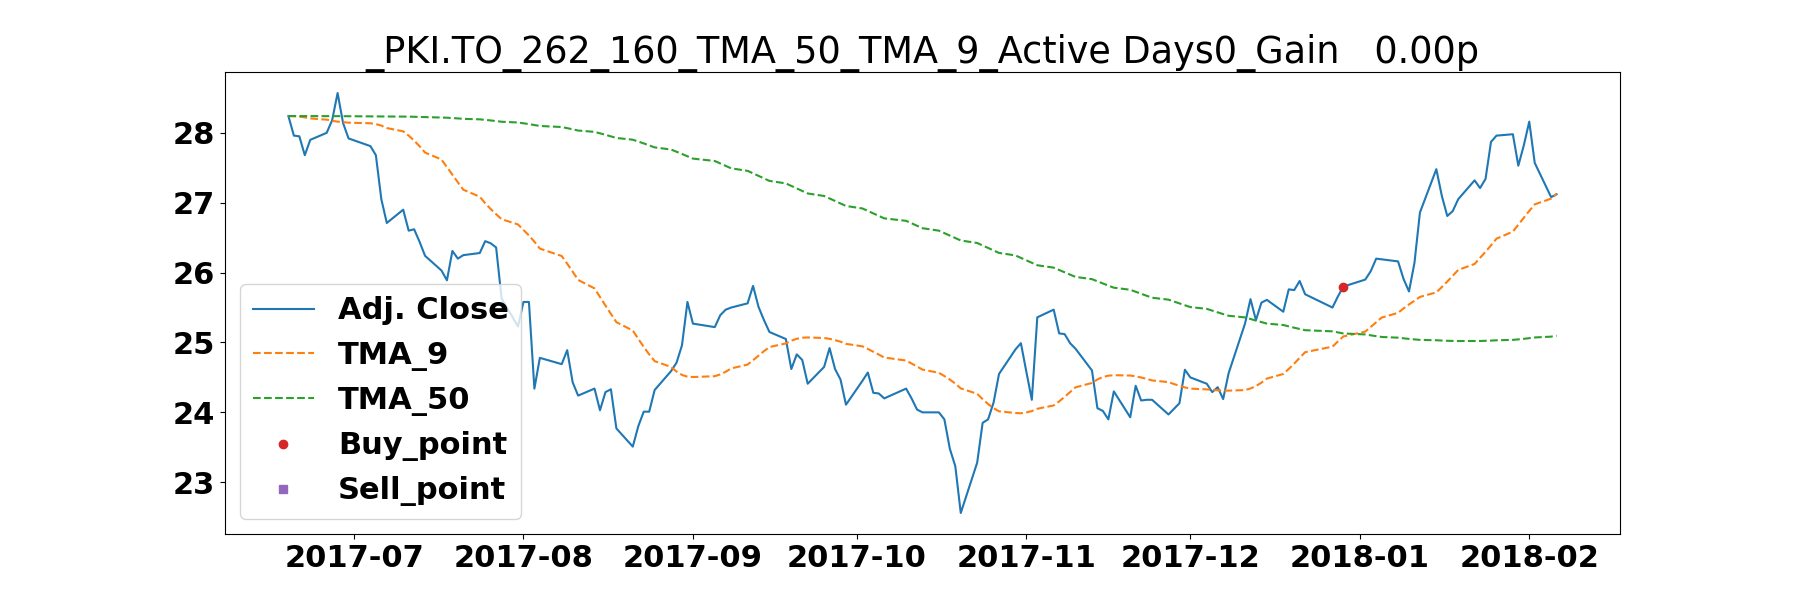 _PKI.TO_262_160_TMA_50_TMA_9_Active Days0_Gain   0.00p
28
27
26
25
24
23
Adj. Close
TMA_9
TMA_50
Buy_point
Sell_point
2017-07 2017-08 2017-09 2017-10 2017-11 2017-12 2018-01 2018-02